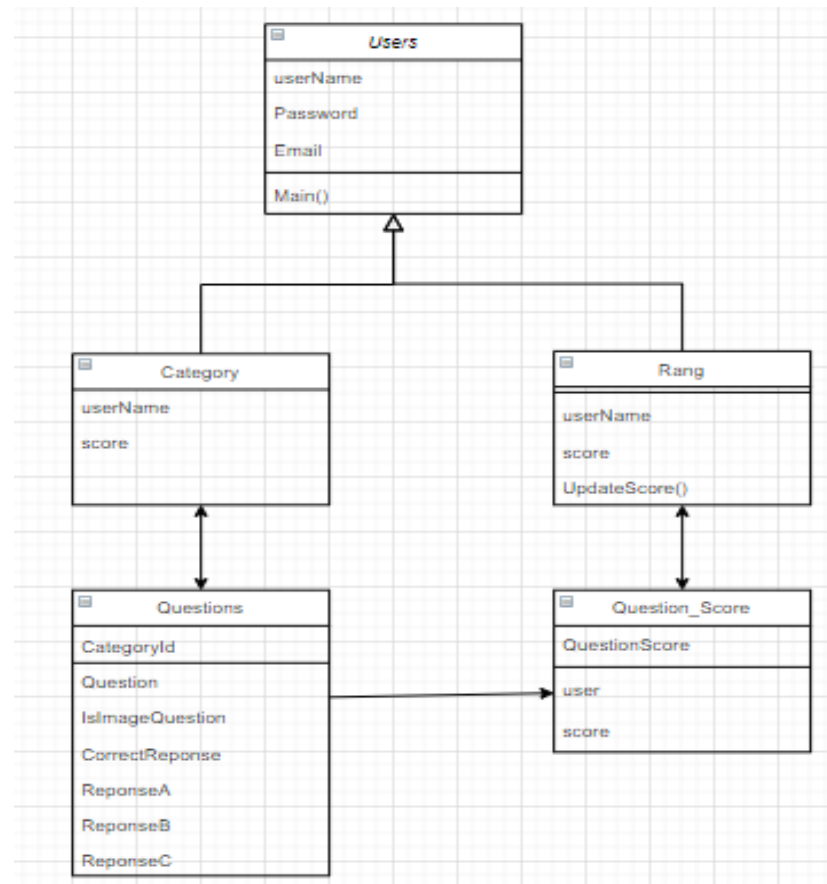 Users
userName
Password
Email
Main()
Category
userName
score
Rang
userName
score
UpdateScore()
Questions
CategoryId
Question
IsImageQuestion
CorrectReponse
ReponseA
ReponseB
ReponseC
Question_Score
QuestionScore
user
score